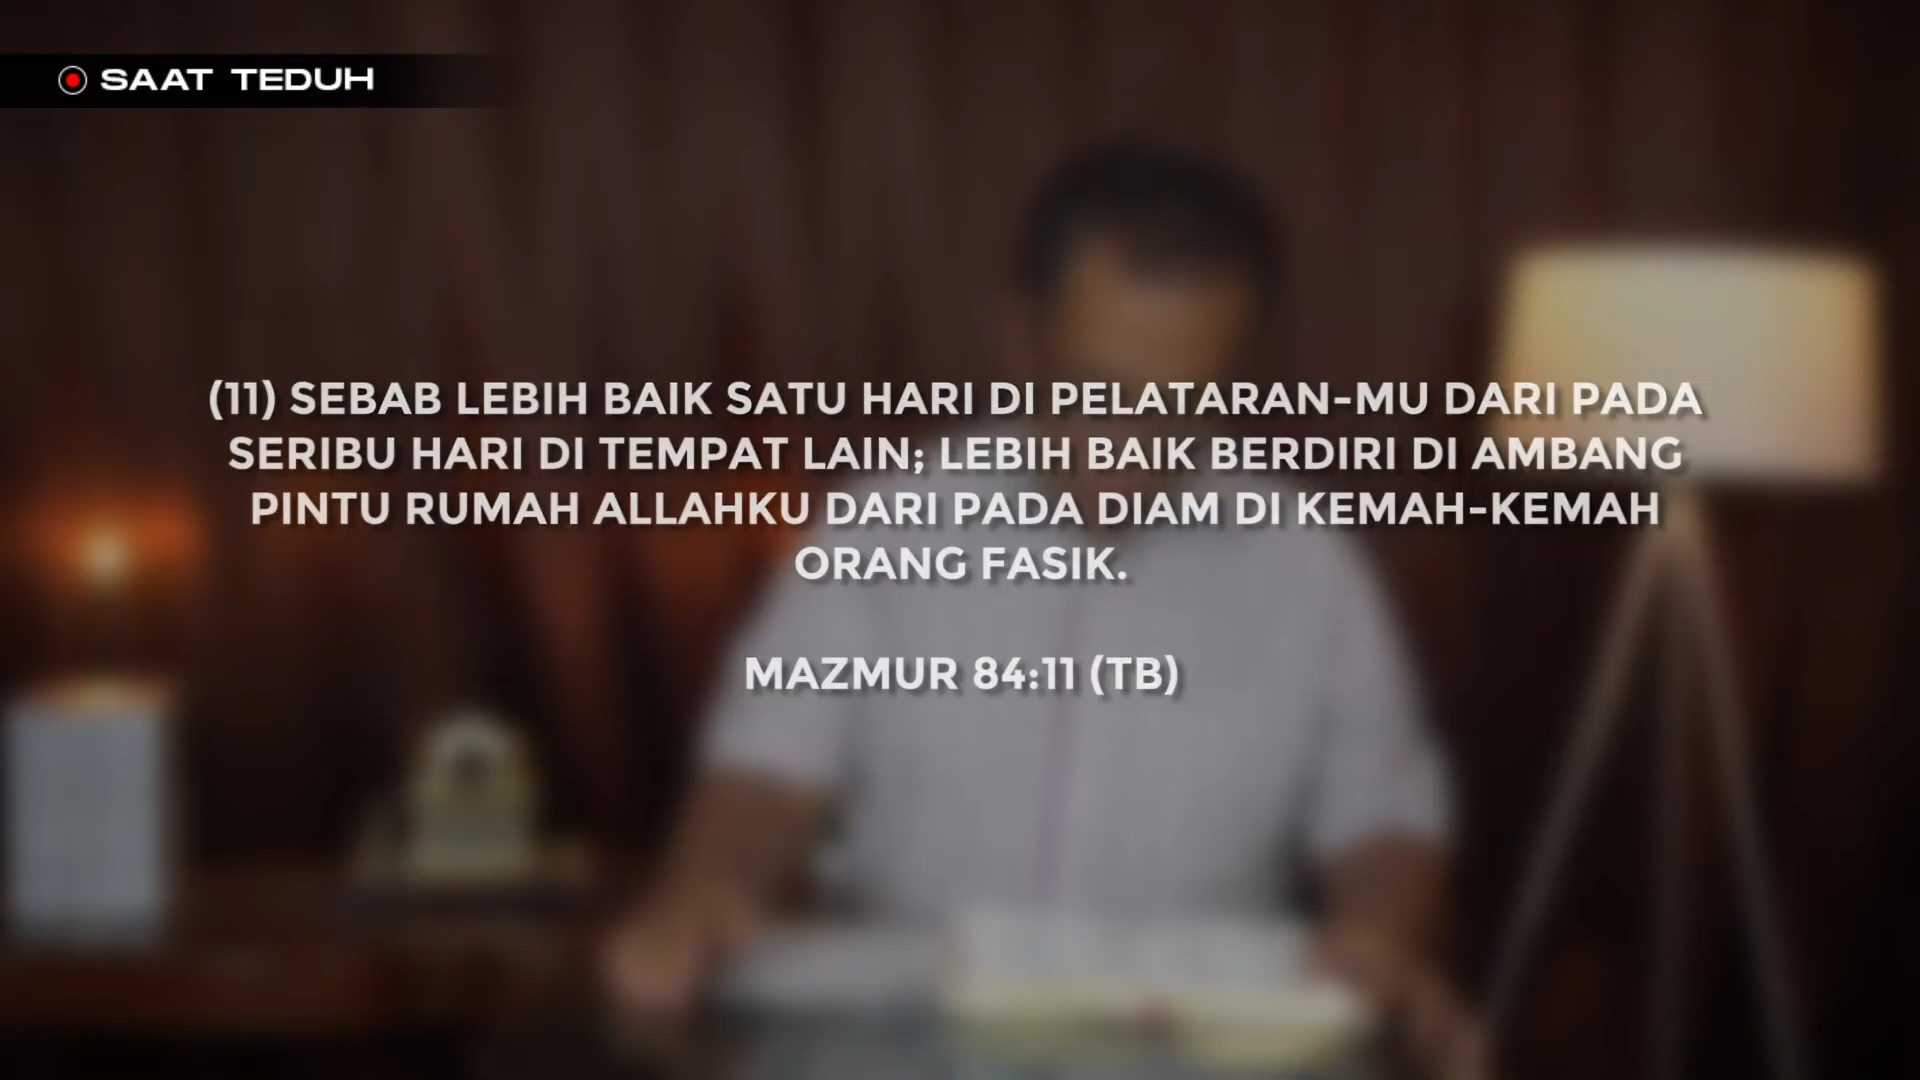 SAAT TEDUH
(11) SEBAB LEBIH BAIK SATU HARI DI PELATARAN-MU DARI PADA
SERIBU HARI DI TEMPAT LAIN; LEBIH BAIK BERDIRI DI AMBANG
PINTU RUMAH ALLAHKU DARI PADA DIAM DI KEMAH-KEMAH
ORANG FASIK.
MAZMUR 84:11 (TB)